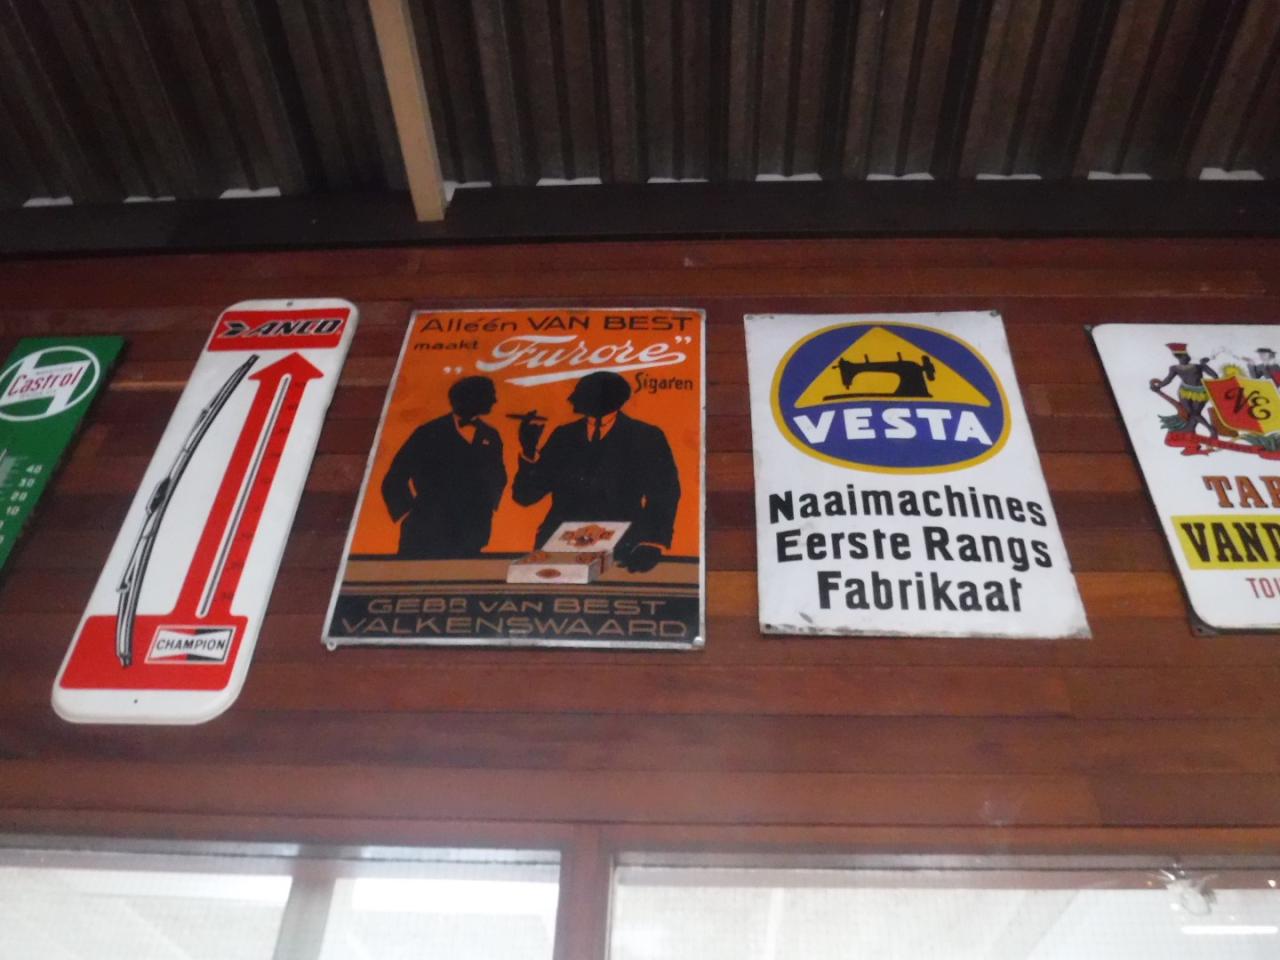 Castrol
40
30
20
10
ANCO
CHAMPION
Alléén VAN BEST
maakt „Furore”
Sigaren
GEBR VAN BEST
VALKENSWAARD
VESTA
Naaimachines
Eerste Rangs
Fabrikaat
VE